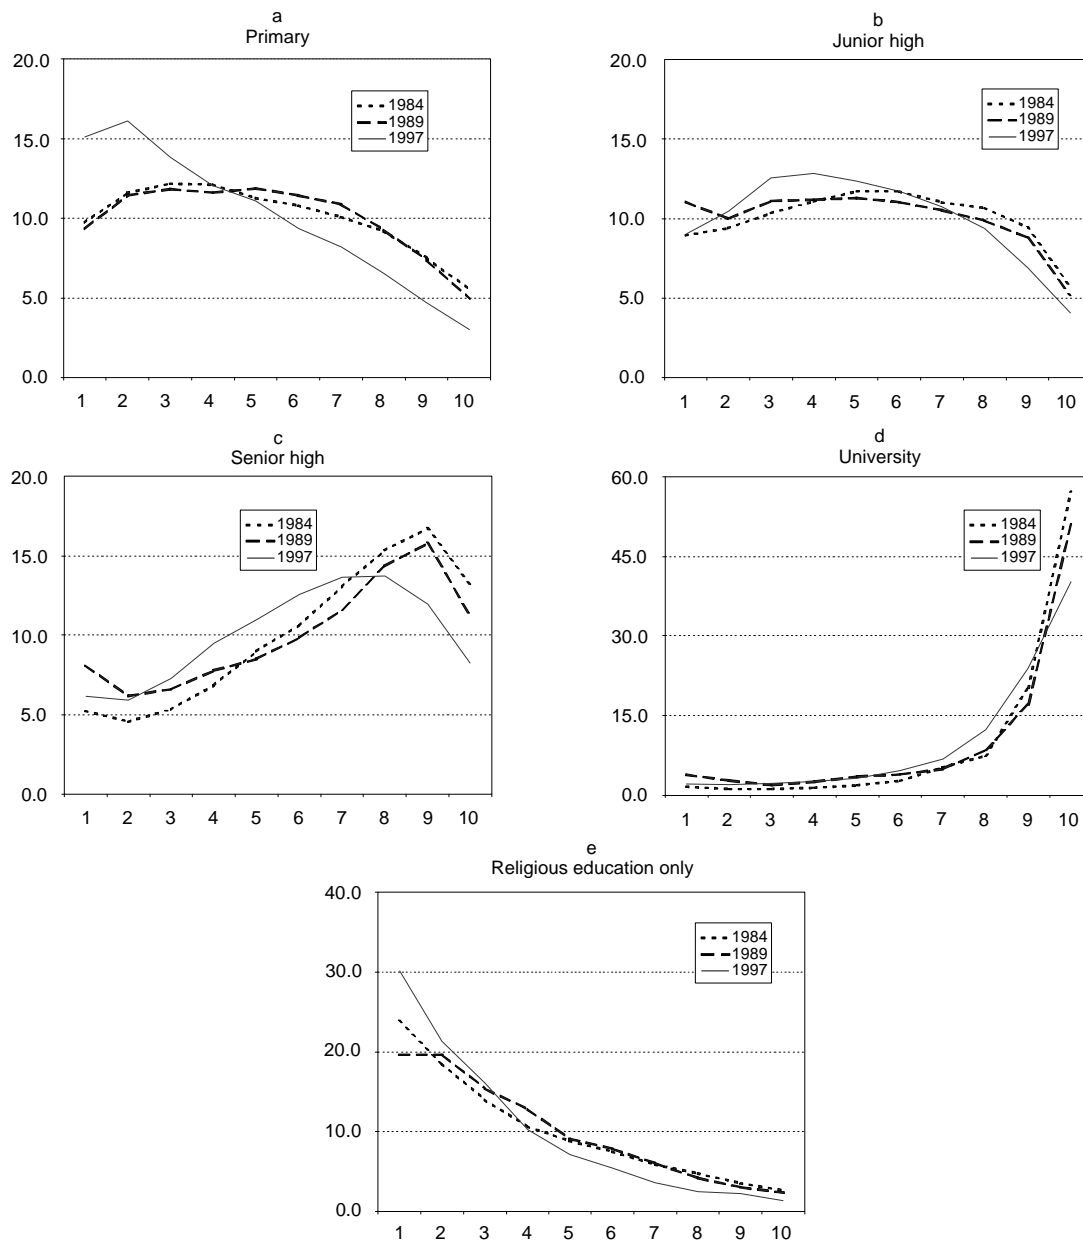 a
Primary
20.0
15.0
10.0
5.0
0.0
1984
1989
1997
1 2 3 4 5 6 7 8 9 10
b
Junior high
20.0
15.0
10.0
5.0
0.0
1984
1989
1997
1 2 3 4 5 6 7 8 9 10
c
Senior high
20.0
15.0
10.0
5.0
0.0
1984
1989
1997
1 2 3 4 5 6 7 8 9 10
d
University
60.0
45.0
30.0
15.0
0.0
1984
1989
1997
1 2 3 4 5 6 7 8 9 10
e
Religious education only
40.0
30.0
20.0
10.0
0.0
1984
1989
1997
1 2 3 4 5 6 7 8 9 10